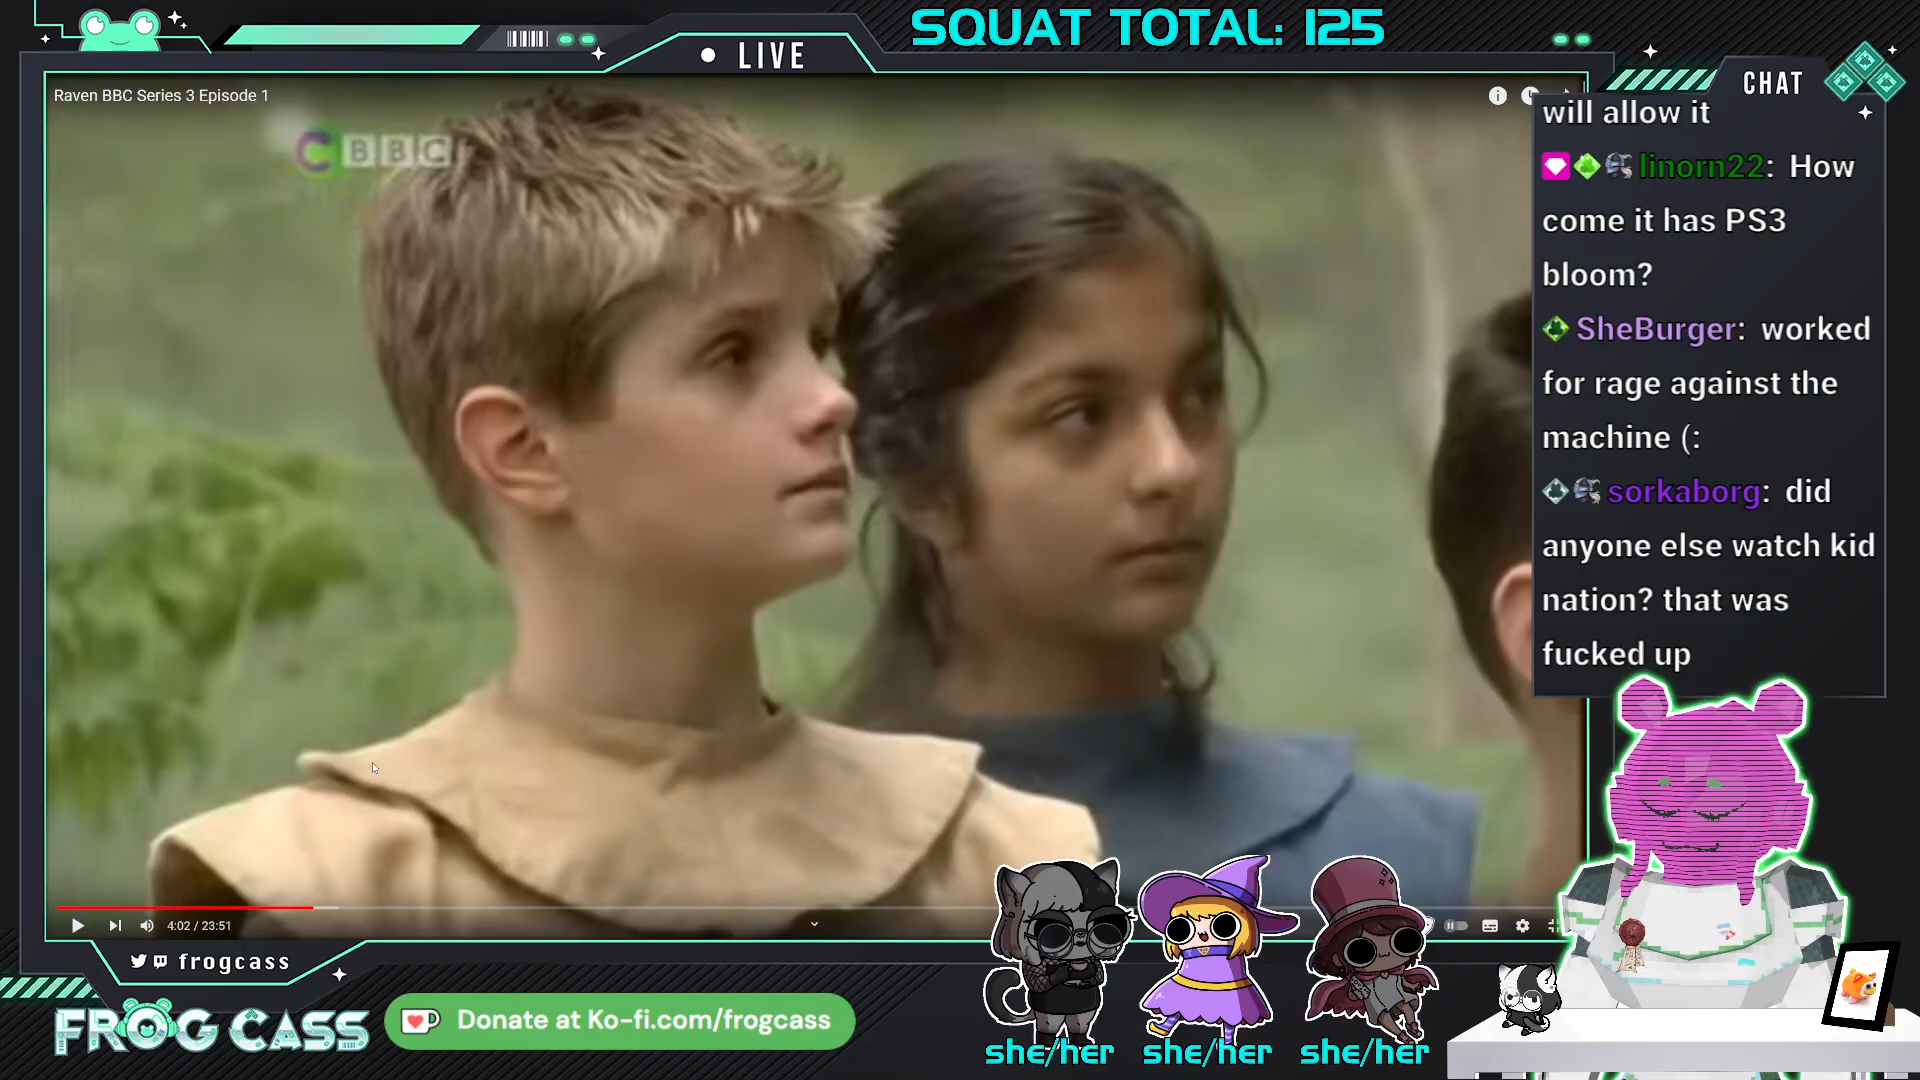 SQUAT TOTAL: 125
LIVE
CHAT
Raven BBC Series 3 Episode 1
CBBC
will allow it
linorn22: How
come it has PS3
bloom?
SheBurger: worked
for rage against the
machine (:
sorkaborg: did
anyone else watch kid
nation? that was
fucked up
4:02 / 23:51
frogcass
FROG CASS
Donate at Ko-fi.com/frogcass
she/her she/her she/her